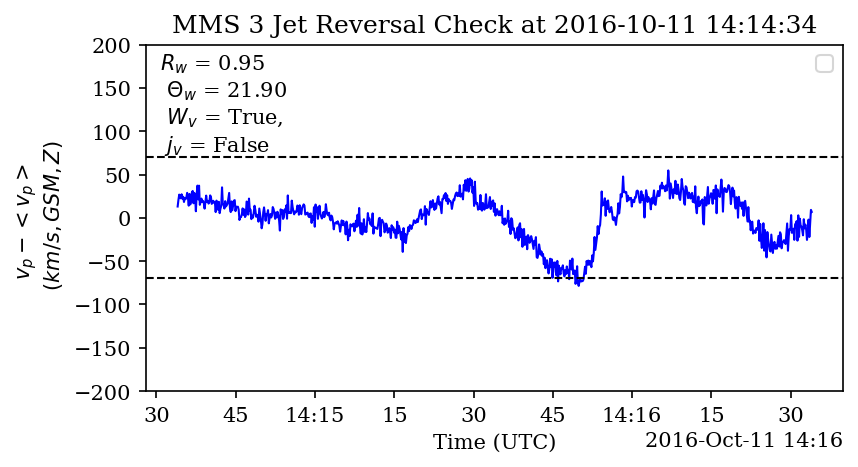 MMS 3 Jet Reversal Check at 2016-10-11 14:14:34
200
150
100
50
0
−50
−100
−150
−200
v_p − < v_p >
(km/s, GSM, Z)
R_w = 0.95
Θ_w = 21.90
W_v = True,
j_v = False
30 45 14:15 15 30 45 14:16 15 30
Time (UTC)
2016-Oct-11 14:16